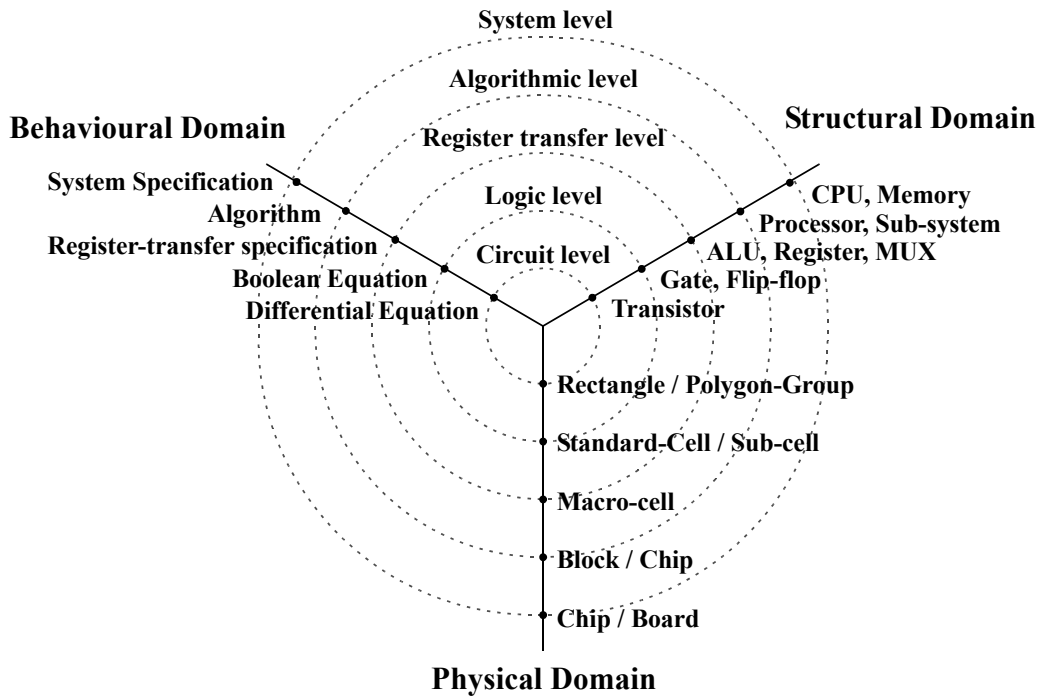 System level
Algorithmic level
Behavioural Domain
Structural Domain
Register transfer level
System Specification
CPU, Memory
Logic level
Algorithm
Processor, Sub-system
Register-transfer specification
ALU, Register, MUX
Circuit level
Boolean Equation
Gate, Flip-flop
Differential Equation
Transistor
Rectangle / Polygon-Group
Standard-Cell / Sub-cell
Macro-cell
Block / Chip
Chip / Board
Physical Domain